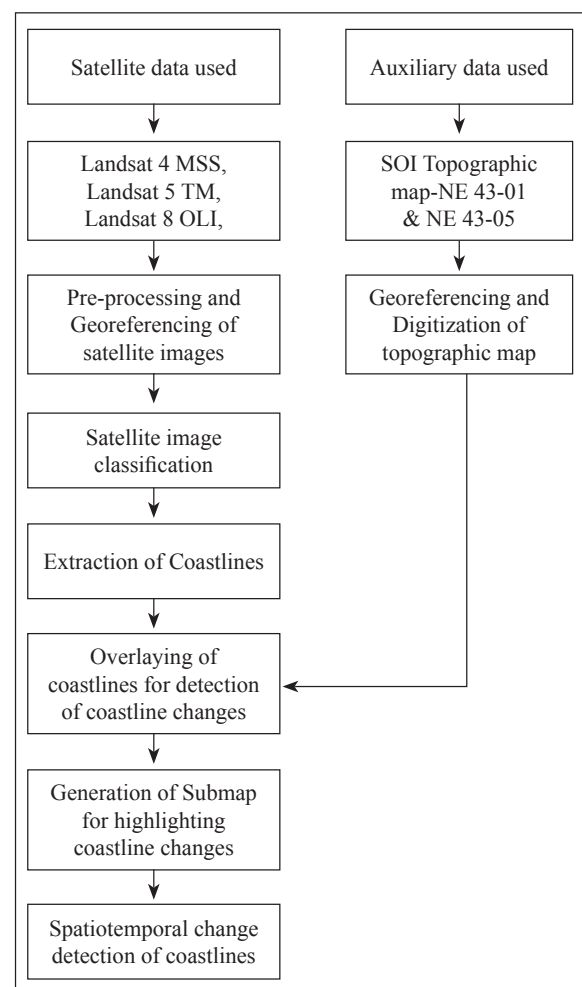 Satellite data used
Auxiliary data used
Landsat 4 MSS,
Landsat 5 TM,
Landsat 8 OLI,
SOI Topographic
map-NE 43-01
& NE 43-05
Pre-processing and
Georeferencing of
satellite images
Georeferencing and
Digitization of
topographic map
Satellite image
classification
Extraction of Coastlines
Overlaying of
coastlines for detection
of coastline changes
Generation of Submap
for highlighting
coastline changes
Spatiotemporal change
detection of coastlines